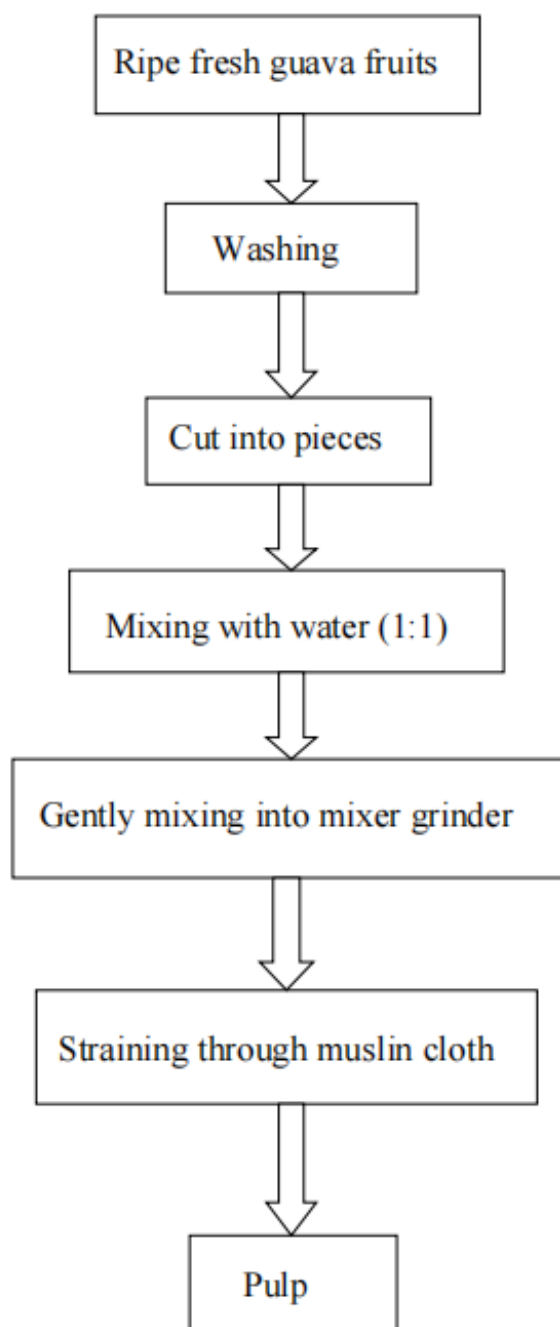 Ripe fresh guava fruits
Washing
Cut into pieces
Mixing with water (1:1)
Gently mixing into mixer grinder
Straining through muslin cloth
Pulp